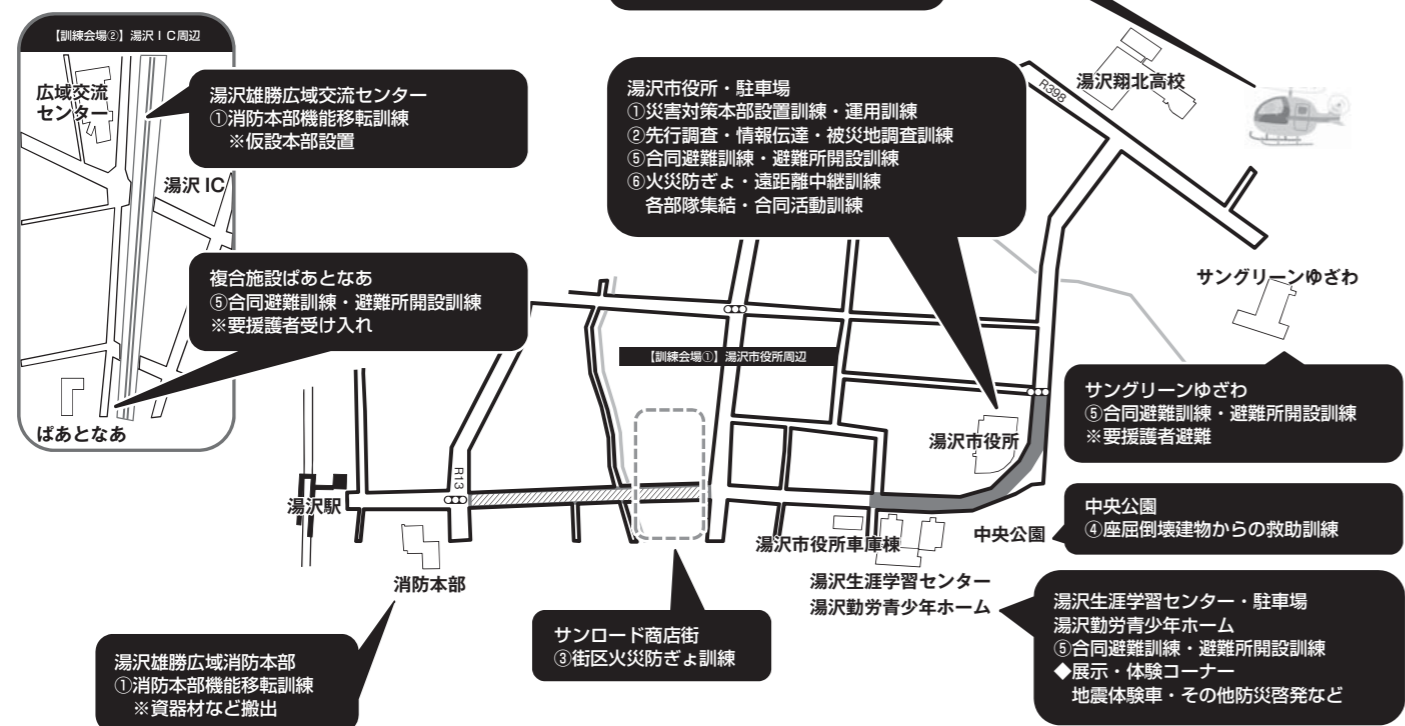 【訓練会場②】湯沢IC周辺
広域交流
センター
湯沢 IC
ぱあとなあ
湯沢雄勝広域交流センター
①消防本部機能移転訓練
※仮設本部設置
複合施設ぱあとなあ
⑤合同避難訓練・避難所開設訓練
※要援護者受け入れ
湯沢市役所・駐車場
①災害対策本部設置訓練・運用訓練
②先行調査・情報伝達・被災地調査訓練
⑤合同避難訓練・避難所開設訓練
⑥火災防ぎょ・遠距離中継訓練
各部隊集結・合同活動訓練
R398
湯沢翔北高校
サングリーンゆざわ
【訓練会場①】湯沢市役所周辺
サングリーンゆざわ
⑤合同避難訓練・避難所開設訓練
※要援護者避難
湯沢市役所
R13
湯沢駅
中央公園
中央公園
④座屈倒壊建物からの救助訓練
湯沢市役所車庫棟
消防本部
湯沢生涯学習センター
湯沢勤労青少年ホーム
湯沢生涯学習センター・駐車場
湯沢勤労青少年ホーム
⑤合同避難訓練・避難所開設訓練
◆展示・体験コーナー
地震体験車・その他防災啓発など
サンロード商店街
③街区火災防ぎょ訓練
湯沢雄勝広域消防本部
①消防本部機能移転訓練
※資器材など搬出